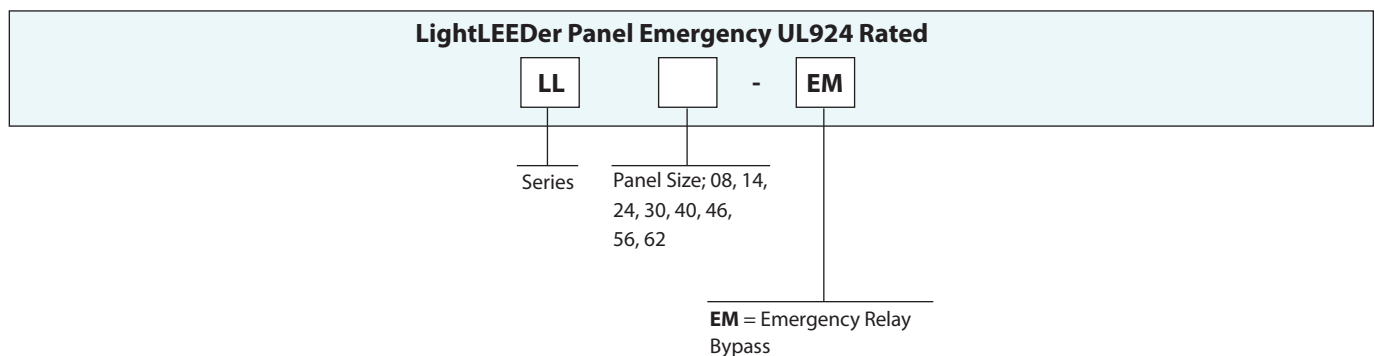 LightLEEDer Panel Emergency UL924 Rated
LL - EM
Series
Panel Size; 08, 14,
24, 30, 40, 46,
56, 62
EM = Emergency Relay
Bypass